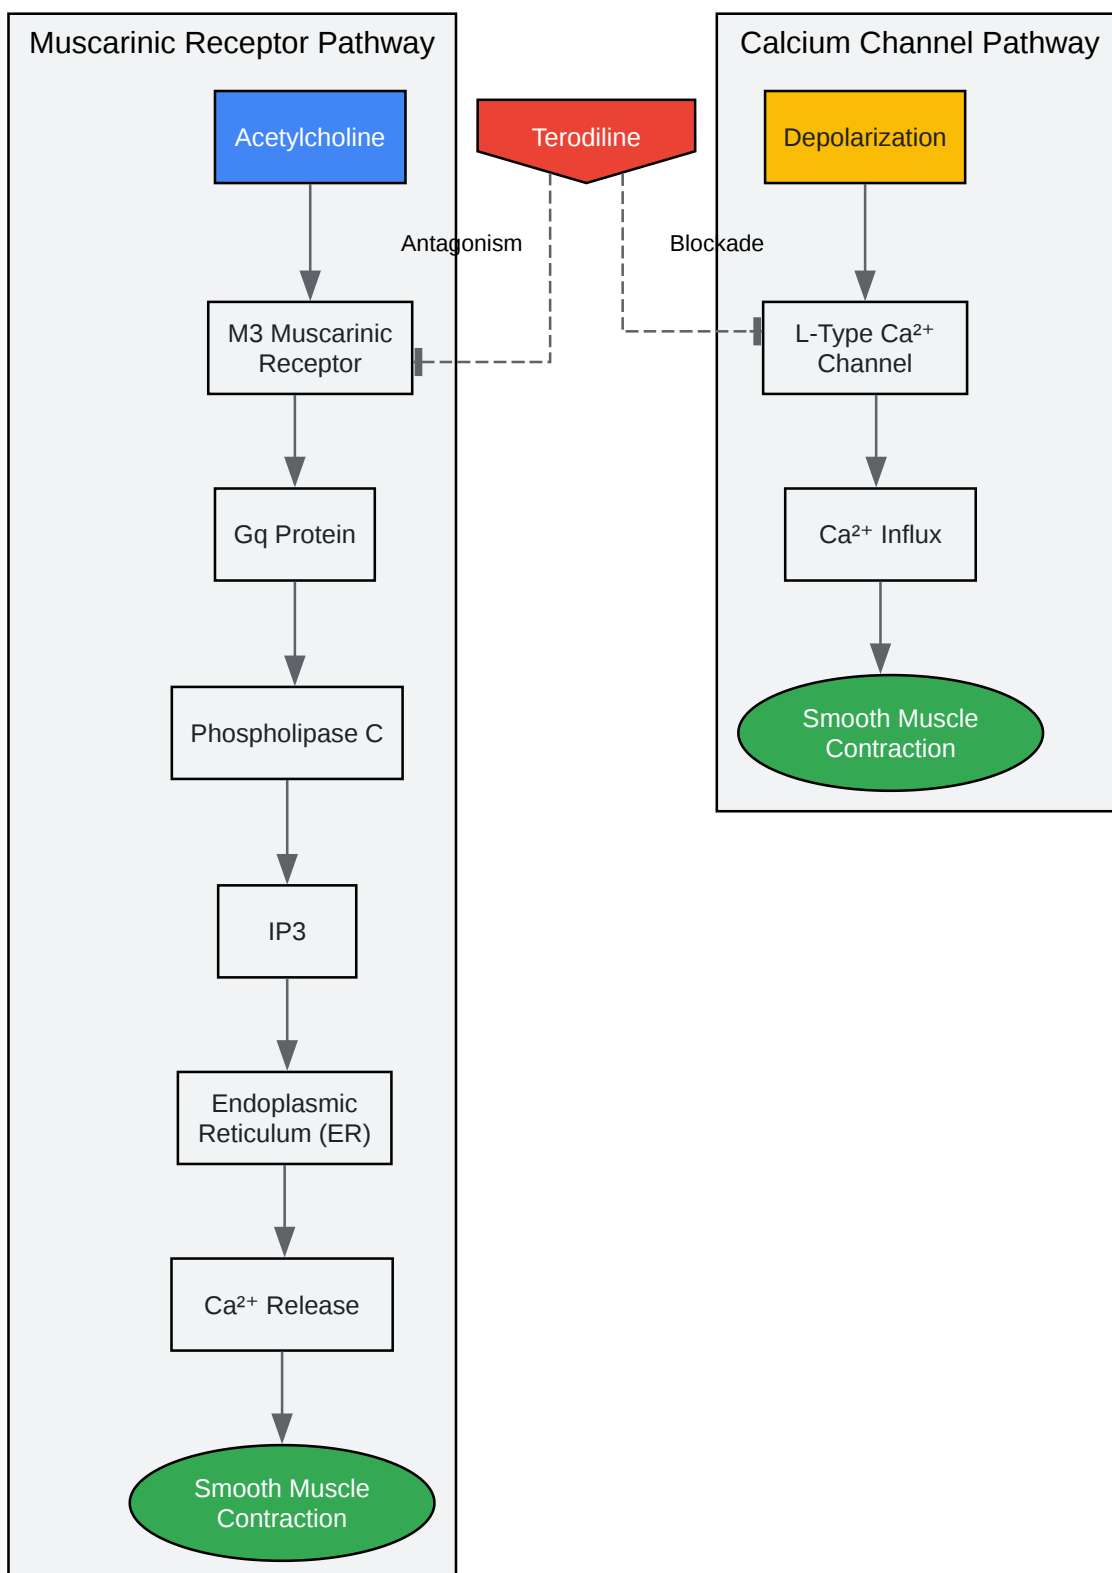 Muscarinic Receptor Pathway
Acetylcholine
M3 Muscarinic
Receptor
Gq Protein
Phospholipase C
IP3
Endoplasmic
Reticulum (ER)
Ca²⁺ Release
Smooth Muscle
Contraction
Terodiline
Antagonism
Blockade
Calcium Channel Pathway
Depolarization
L-Type Ca²⁺
Channel
Ca²⁺ Influx
Smooth Muscle
Contraction